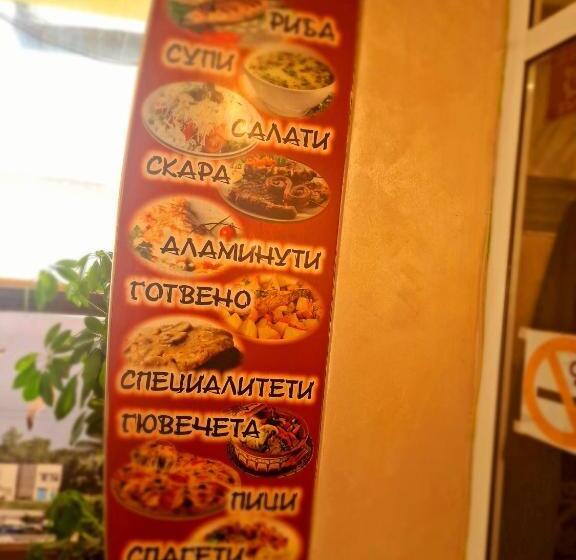 РИБА
СУПИ
САЛАТИ
СКАРА
АЛАМИНУТИ
ГОТВЕНО
СПЕЦИАЛИТЕТИ
ГЮВЕЧЕТА
ПИЦИ
СПАГЕТИ